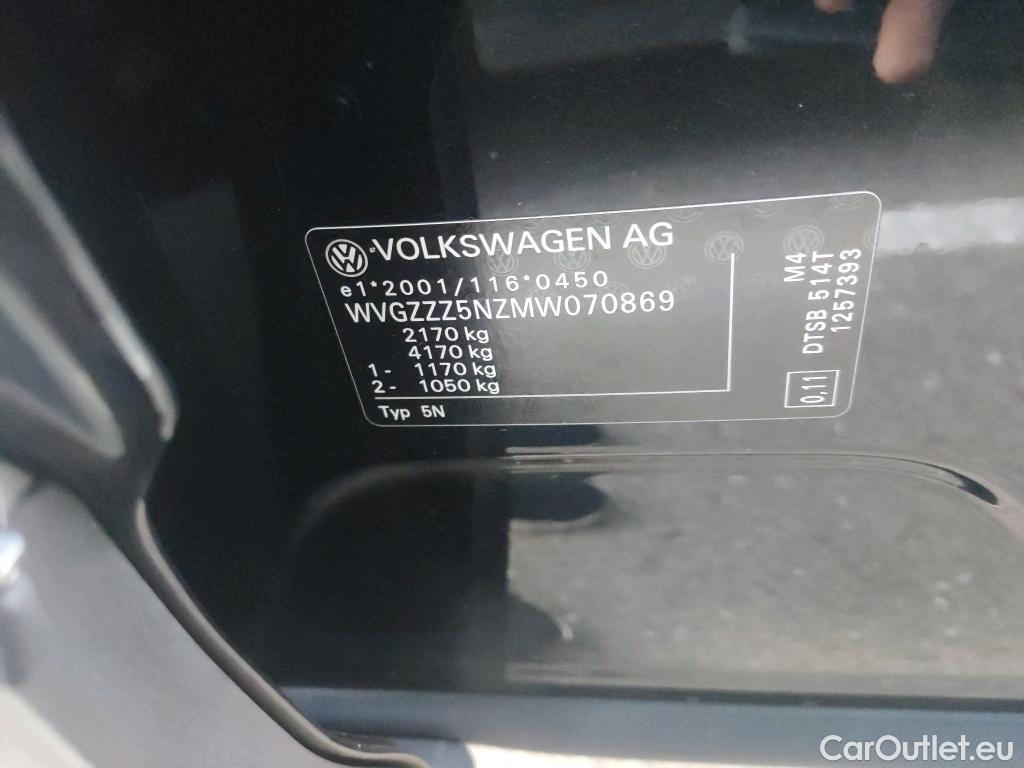 VOLKSWAGEN AG
e1*2001/116*0450
WVGZZZ5NZMW070869
2170 kg
4170 kg
1- 1170 kg
2- 1050 kg
Typ 5N
M4
DTSB 514T
1257393
0,11
CarOutlet.eu